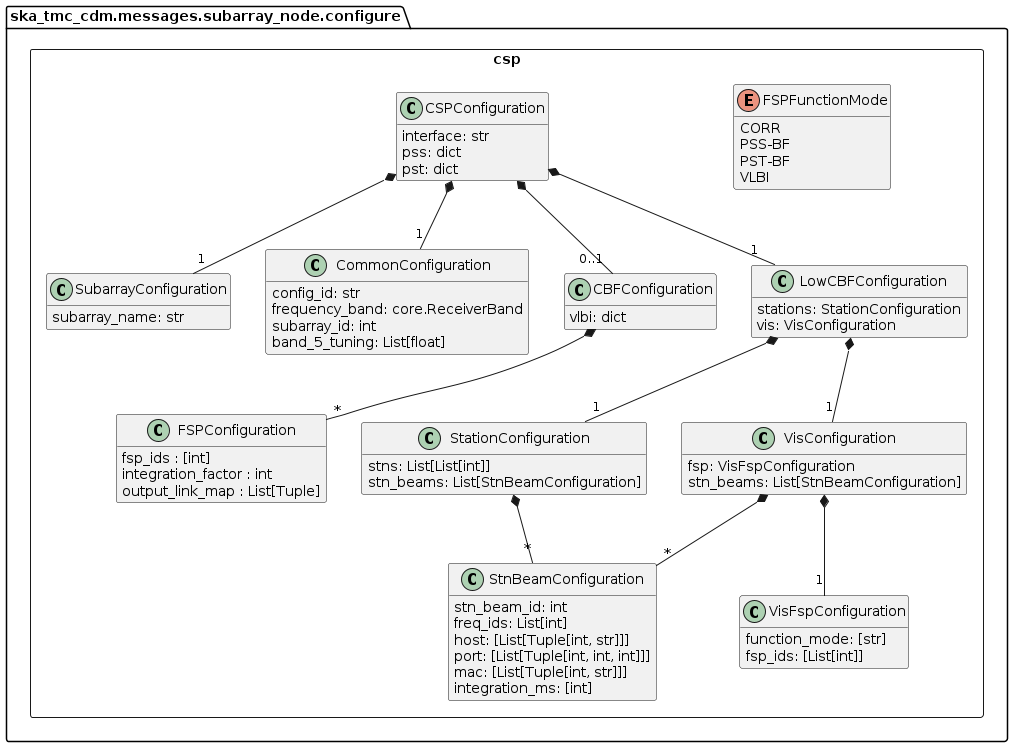 ska_tmc_cdm.messages.subarray_node.configure
csp
C CSPConfiguration
interface: str
pss: dict
pst: dict
E FSPFunctionMode
CORR
PSS-BF
PST-BF
VLBI
1
1
0..1
1
C SubarrayConfiguration
subarray_name: str
C CommonConfiguration
config_id: str
frequency_band: core.ReceiverBand
subarray_id: int
band_5_tuning: List[float]
C CBFConfiguration
vlbi: dict
C LowCBFConfiguration
stations: StationConfiguration
vis: VisConfiguration
*
1
1
C FSPConfiguration
fsp_ids : [int]
integration_factor : int
output_link_map : List[Tuple]
C StationConfiguration
stns: List[List[int]]
stn_beams: List[StnBeamConfiguration]
C VisConfiguration
fsp: VisFspConfiguration
stn_beams: List[StnBeamConfiguration]
*
*
1
C StnBeamConfiguration
stn_beam_id: int
freq_ids: List[int]
host: [List[Tuple[int, str]]]
port: [List[Tuple[int, int, int]]]
mac: [List[Tuple[int, str]]]
integration_ms: [int]
C VisFspConfiguration
function_mode: [str]
fsp_ids: [List[int]]